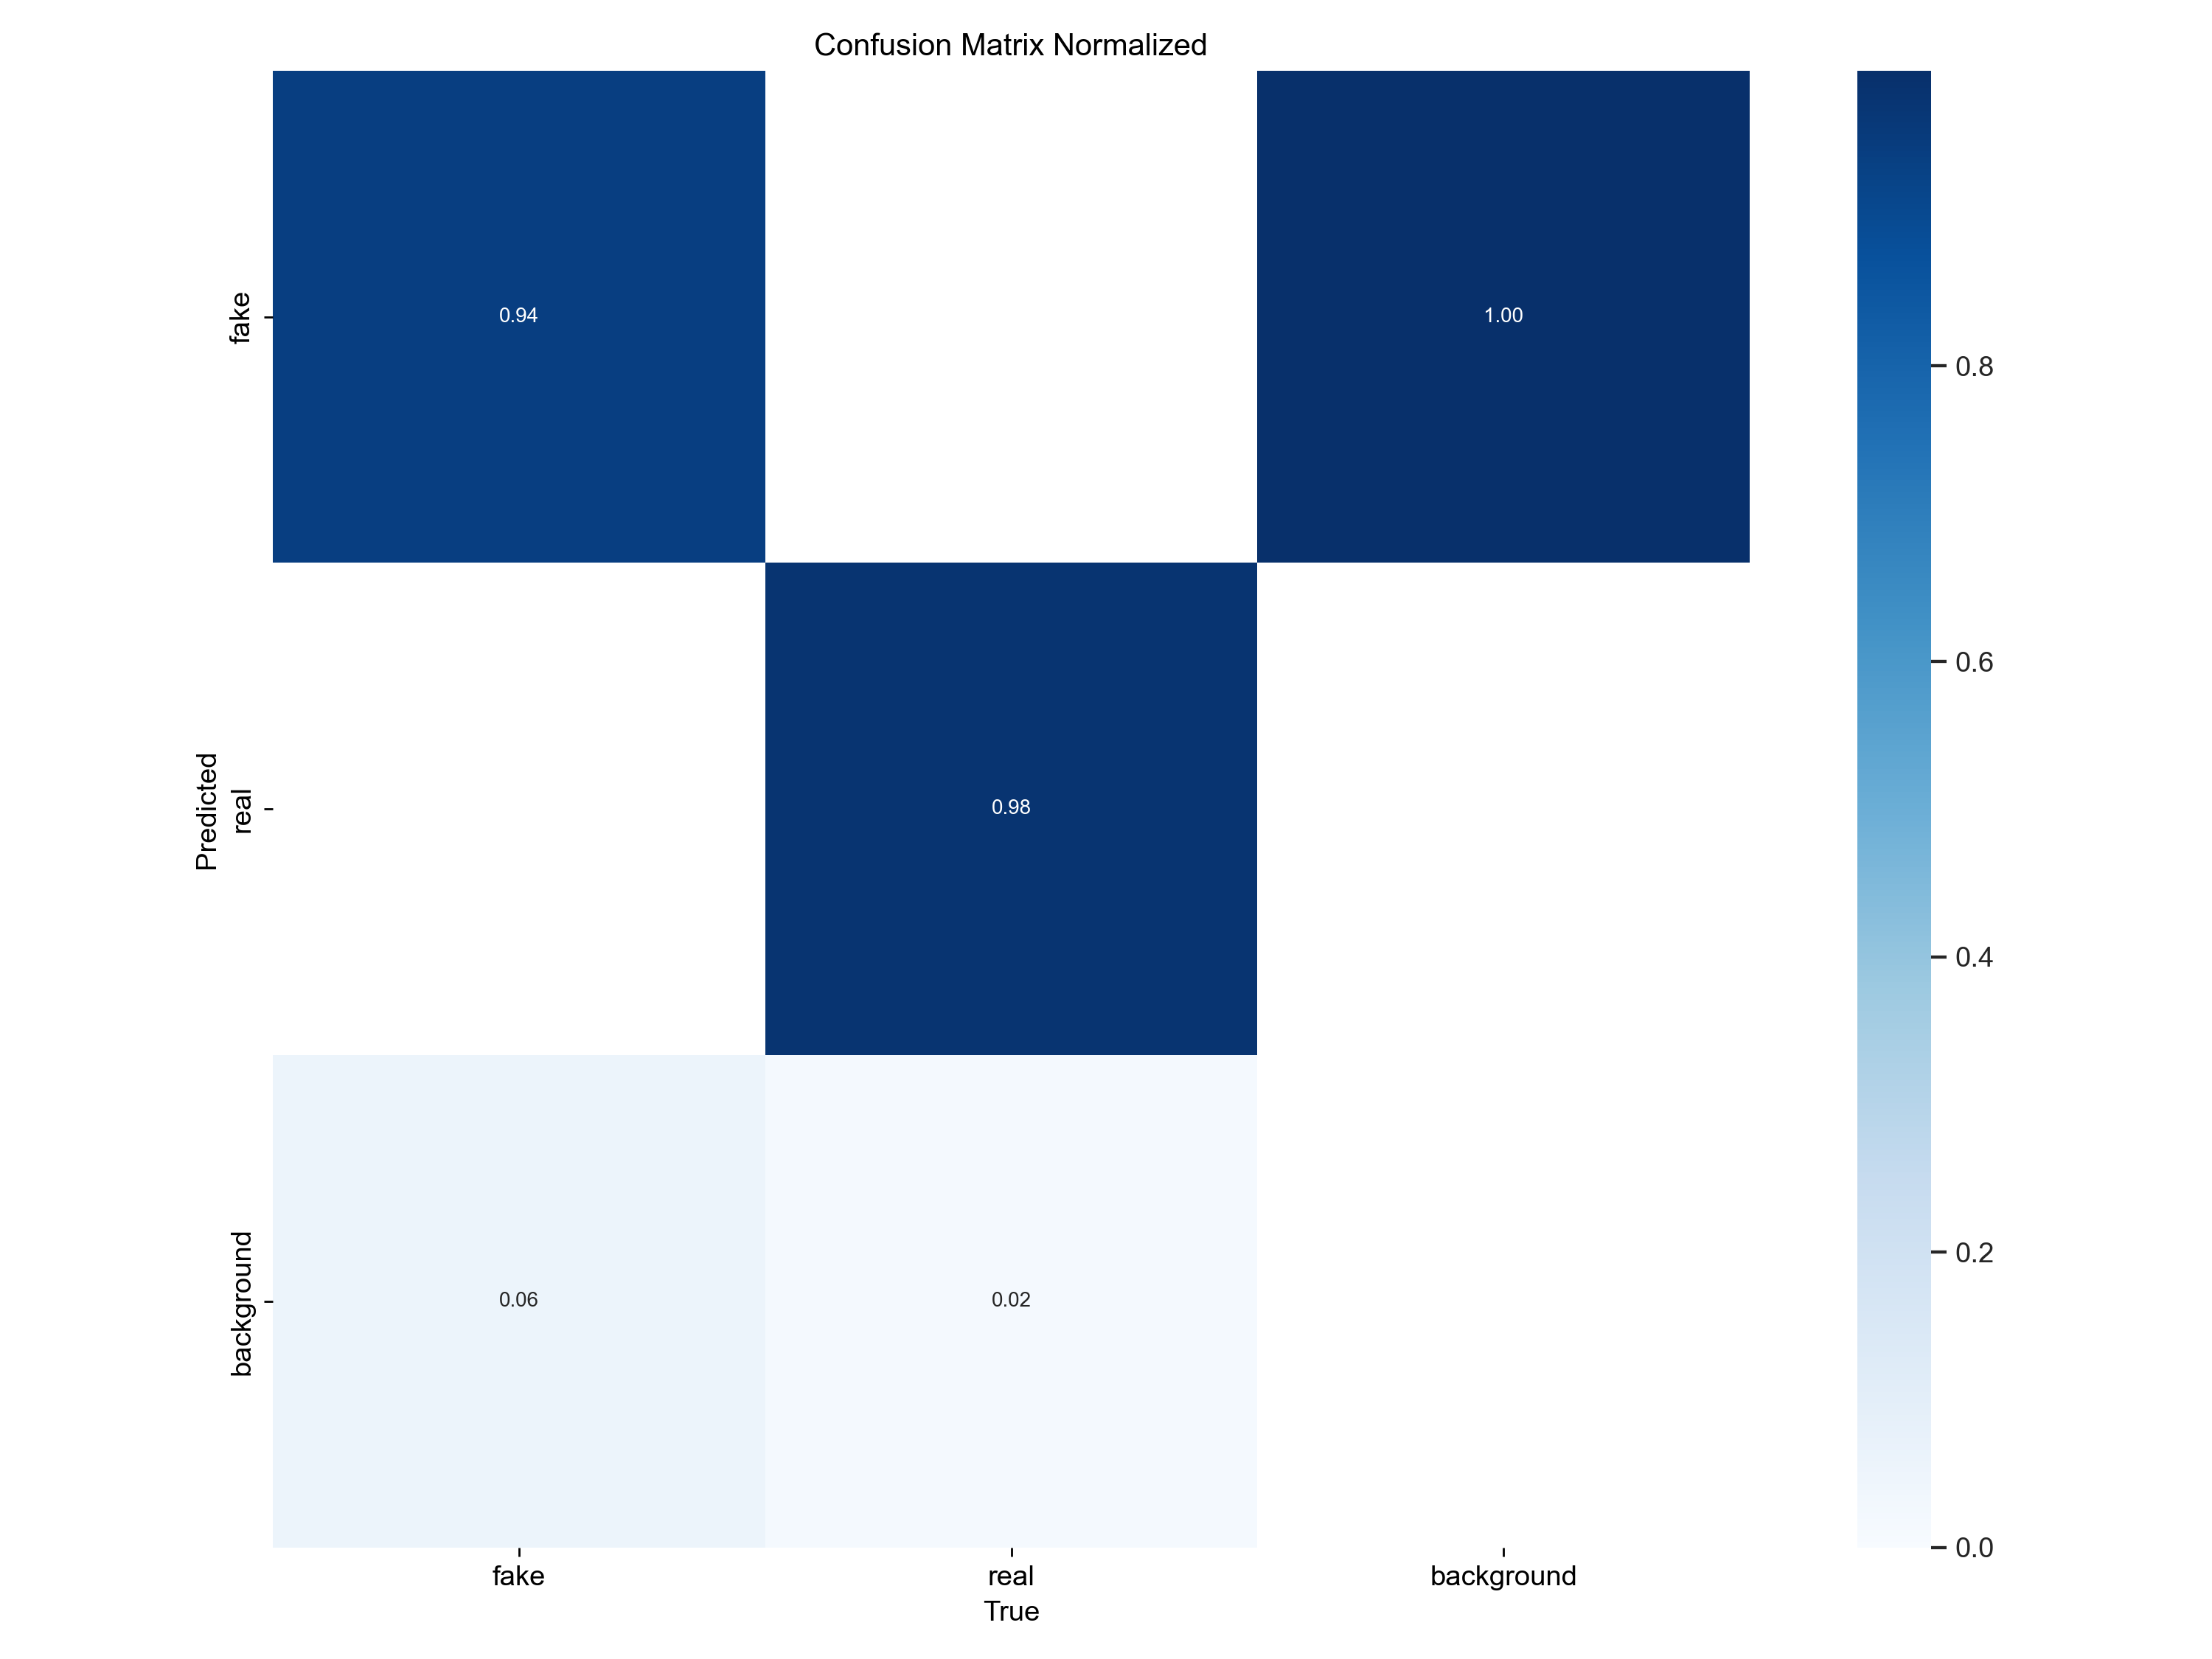 Confusion Matrix Normalized
fake
0.94
1.00
0.8
0.6
Predicted
real
0.98
0.4
0.2
background
0.06
0.02
0.0
fake
real
background
True